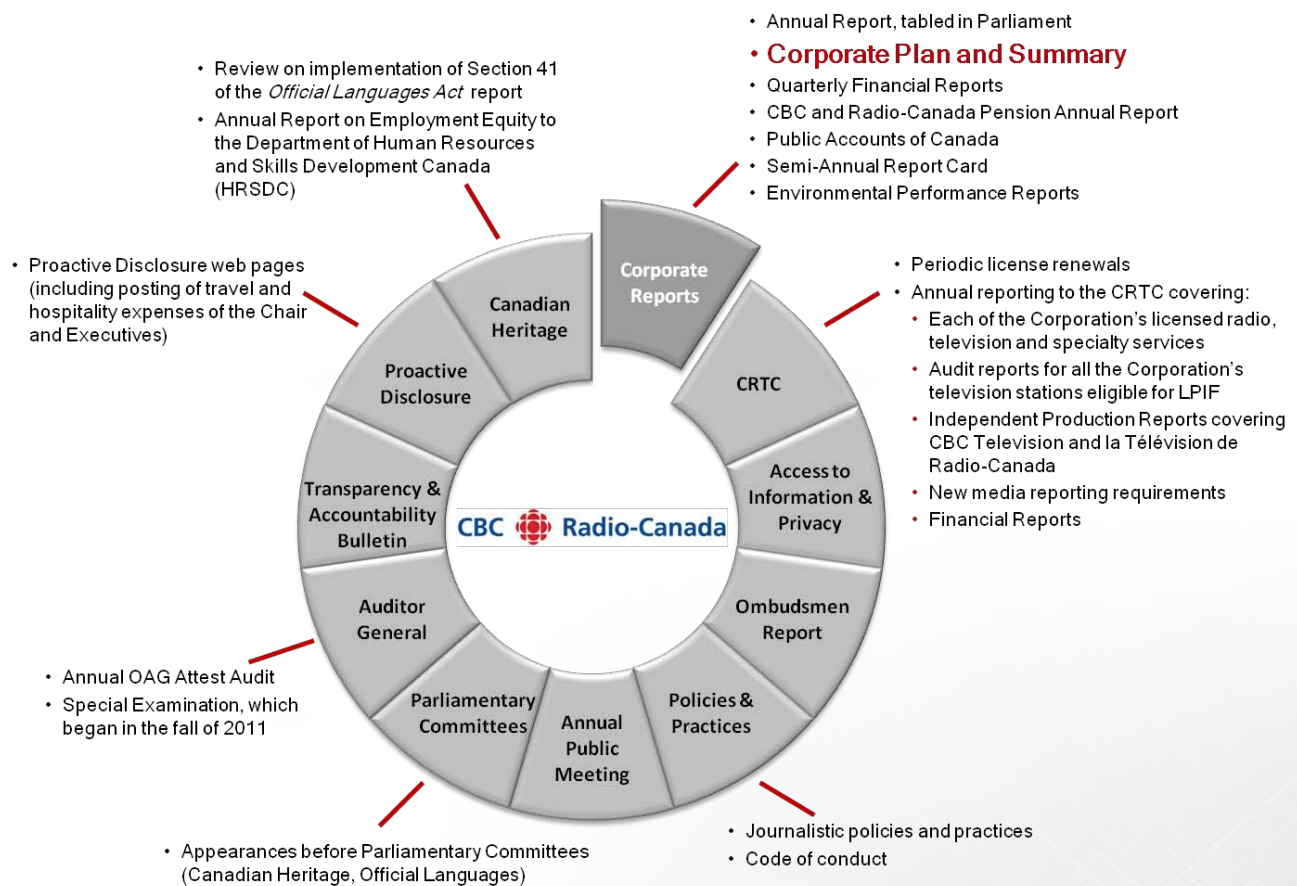 • Annual Report, tabled in Parliament
• Corporate Plan and Summary
• Quarterly Financial Reports
• CBC and Radio-Canada Pension Annual Report
• Public Accounts of Canada
• Semi-Annual Report Card
• Environmental Performance Reports
• Review on implementation of Section 41
of the Official Languages Act report
• Annual Report on Employment Equity to
the Department of Human Resources
and Skills Development Canada
(HRSDC)
• Proactive Disclosure web pages
(including posting of travel and
hospitality expenses of the Chair
and Executives)
• Periodic license renewals
• Annual reporting to the CRTC covering:
• Each of the Corporation's licensed radio,
television and specialty services
• Audit reports for all the Corporation's
television stations eligible for LPIF
• Independent Production Reports covering
CBC Television and la Télévision de
Radio-Canada
• New media reporting requirements
• Financial Reports
Corporate
Reports
CRTC
Access to
Information &
Privacy
Ombudsmen
Report
Policies &
Practices
Annual
Public
Meeting
Parliamentary
Committees
Auditor
General
Transparency &
Accountability
Bulletin
Proactive
Disclosure
Canadian
Heritage
CBC Radio-Canada
• Annual OAG Attest Audit
• Special Examination, which
began in the fall of 2011
• Appearances before Parliamentary Committees
(Canadian Heritage, Official Languages)
• Journalistic policies and practices
• Code of conduct